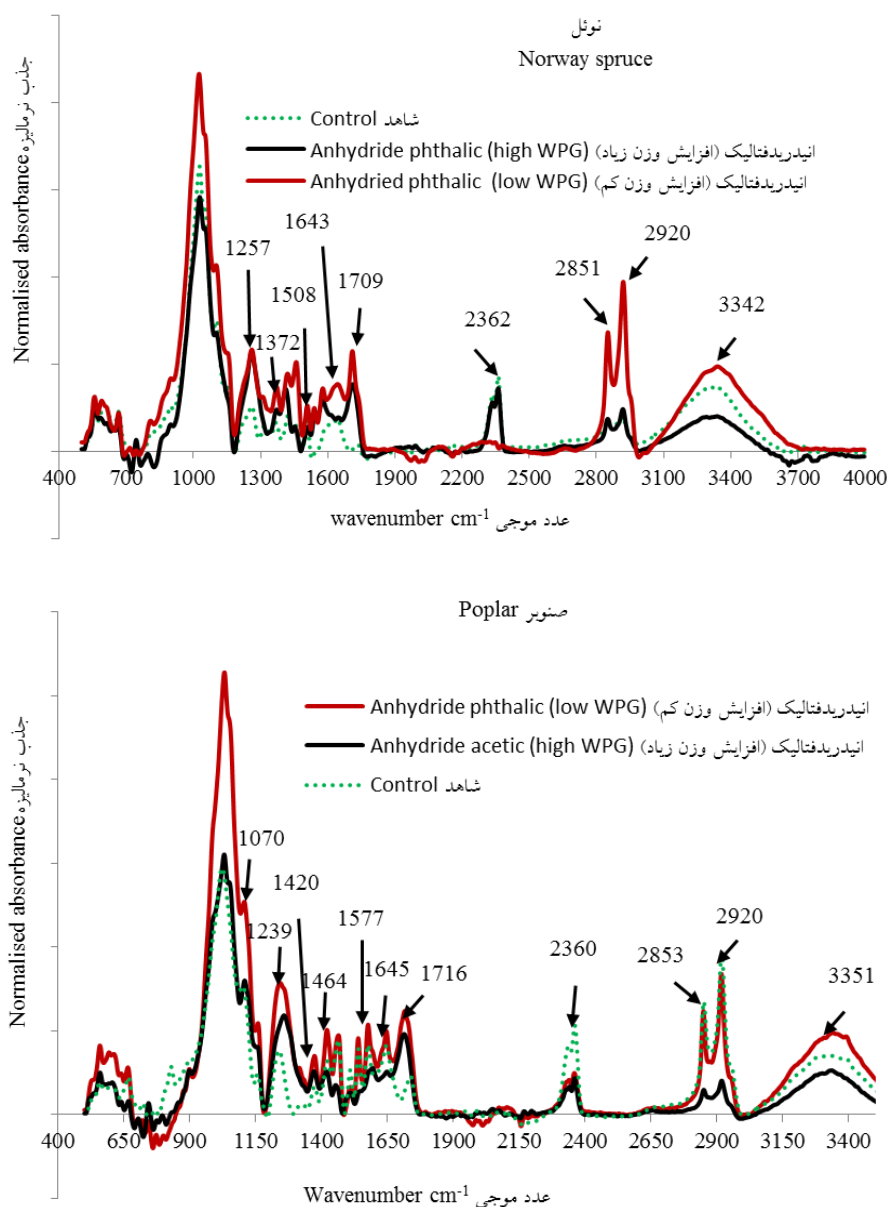 نوئل
Norway spruce
Control شاهد
Anhydride phthalic (high WPG) انیدریدفتالیک (افزایش وزن زیاد)
Anhydried phthalic (low WPG) انیدریدفتالیک (افزایش وزن کم)
Normalised absorbance جذب نرمالیزه
1257
1372
1508
1643
1709
2362
2851
2920
3342
400 700 1000 1300 1600 1900 2200 2500 2800 3100 3400 3700 4000
wavenumber cm-1 عدد موجی
Poplar صنوبر
Anhydride phthalic (low WPG) انیدریدفتالیک (افزایش وزن کم)
Anhydride acetic (high WPG) انیدریدفتالیک (افزایش وزن زیاد)
Control شاهد
Normalised absorbance جذب نرمالیزه
1070
1239
1420
1464
1577
1645
1716
2360
2853
2920
3351
400 650 900 1150 1400 1650 1900 2150 2400 2650 2900 3150 3400
Wavenumber cm-1 عدد موجی